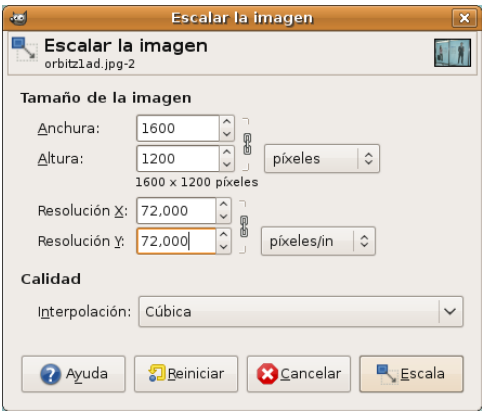 Escalar la imagen
Escalar la imagen
orbitz1ad.jpg-2
Tamaño de la imagen
Anchura: 1600
Altura: 1200 píxeles
1600 x 1200 píxeles
Resolución X: 72,000
Resolución Y: 72,000 píxeles/in
Calidad
Interpolación: Cúbica
Ayuda Reiniciar Cancelar Escala